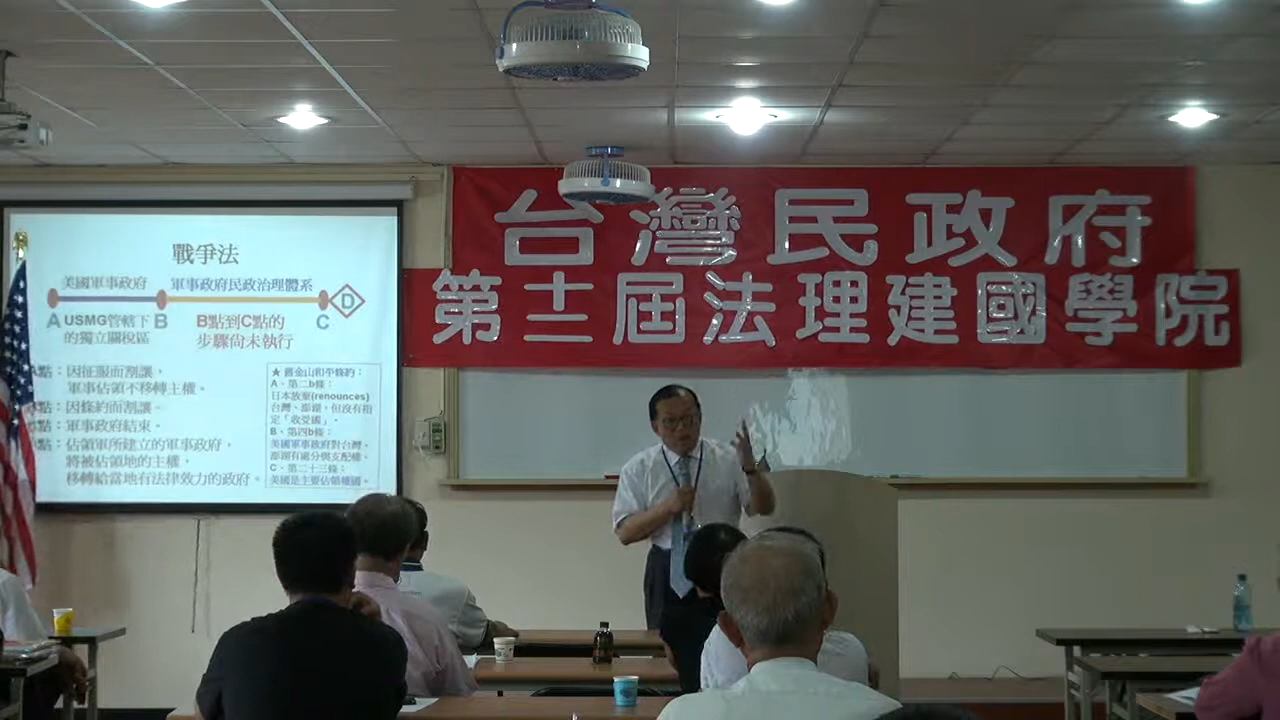 台灣民政府
第十三屆法理建國學院
戰爭法
美國軍事政府 軍事政府民政治理體系
D
A USMG管轄下 B
的獨立關稅區
B點到C點的
步驟尚未執行
C
點：因征服而割讓，
軍事佔領不移轉主權。
點：因條約而割讓。
點：軍事政府結束。
點：佔領軍所建立的軍事政府，
將被佔領地的主權，
移轉給當地有法律效力的政府。
★ 舊金山和平條約：
A、第二b條：
日本放棄(renounces)
台灣、澎湖，但沒有指
定「收受國」。
B、第四b條：
美國軍事政府對台灣、
澎湖有處分與支配權。
C、第二十三條：
美國是主要佔領權國。